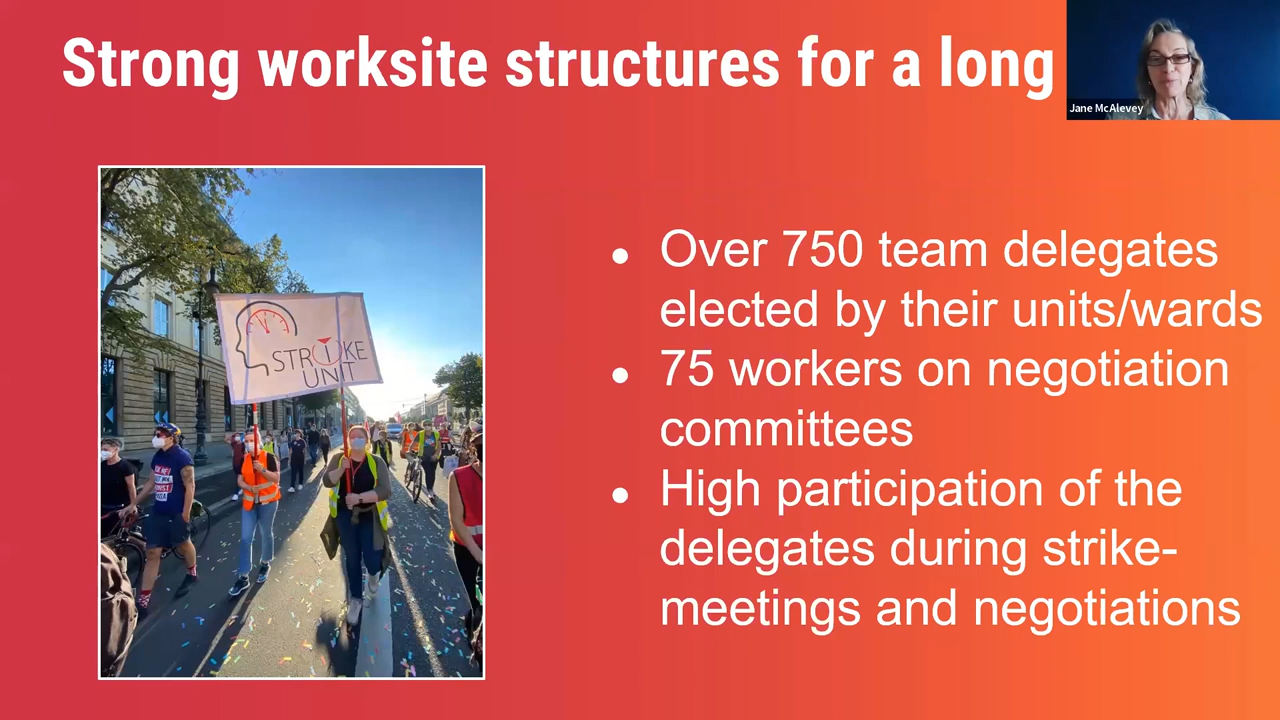 Strong worksite structures for a long
Jane McAlevey
STRIKE
UNIT
● Over 750 team delegates
elected by their units/wards
● 75 workers on negotiation
committees
● High participation of the
delegates during strike-
meetings and negotiations